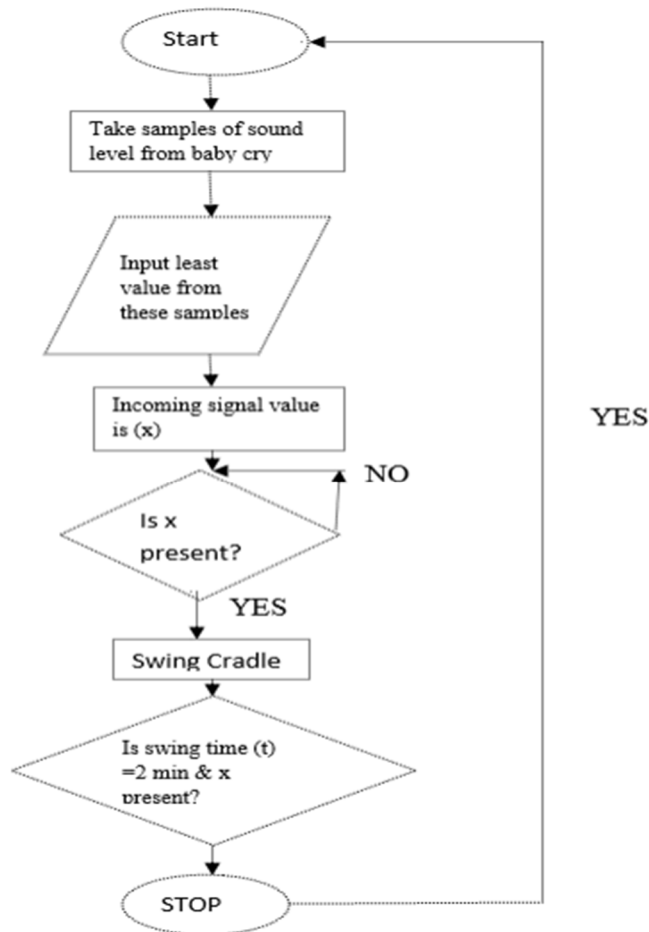 Start
Take samples of sound
level from baby cry
Input least
value from
these samples
Incoming signal value
is (x)
YES
NO
Is x
present?
YES
Swing Cradle
Is swing time (t)
=2 min & x
present?
STOP